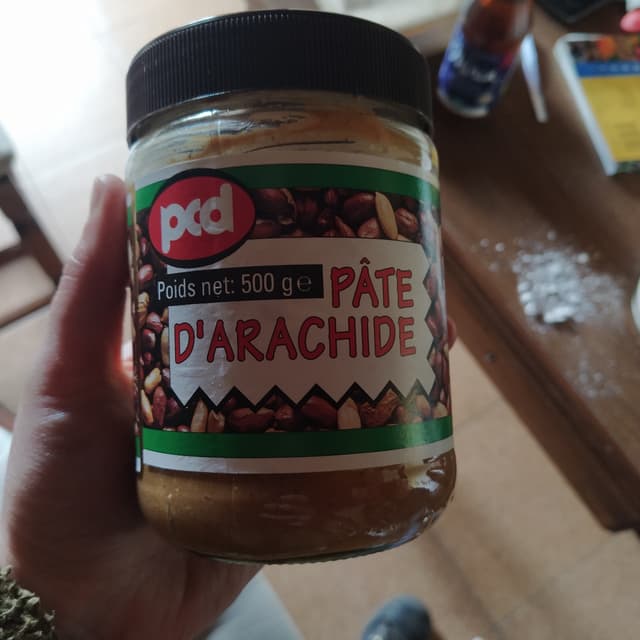 pcd
Poids net: 500 g℮ PÂTE
D'ARACHIDE